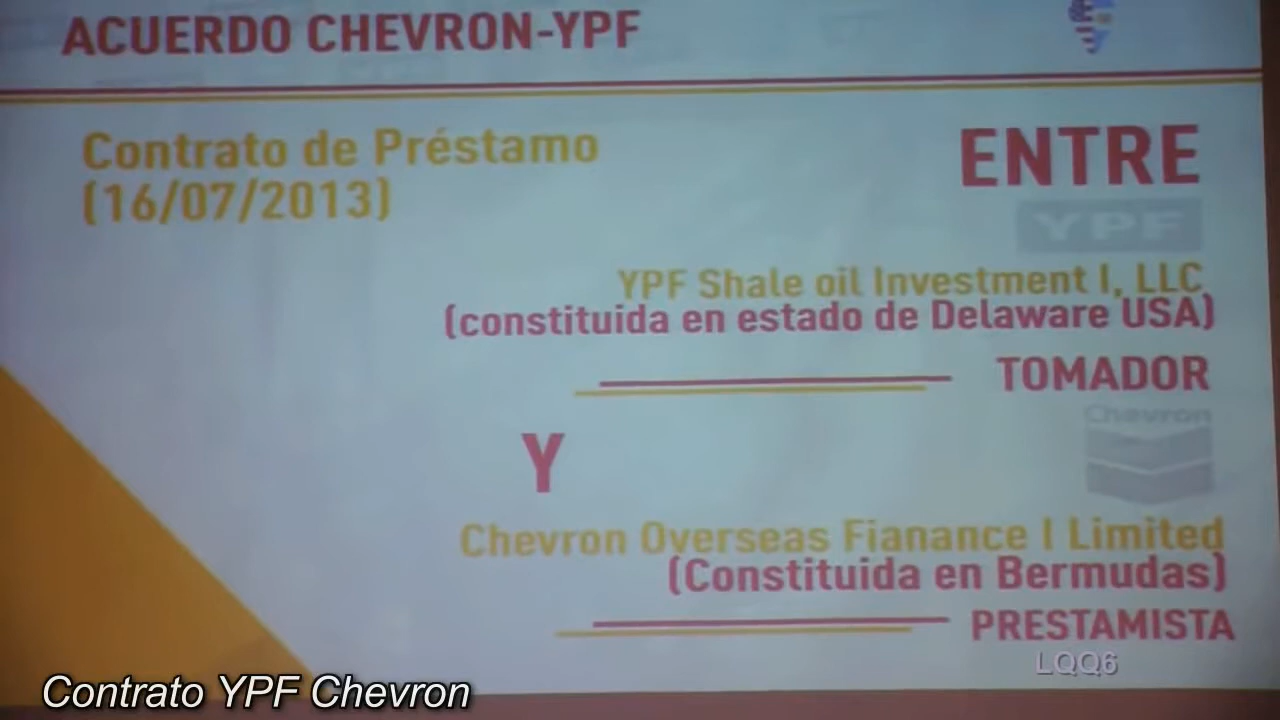 ACUERDO CHEVRON-YPF
Contrato de Préstamo
(16/07/2013)
ENTRE
YPF
YPF Shale oil Investment I, LLC
(constituida en estado de Delaware USA)
TOMADOR
Chevron
Y
Chevron Overseas Fianance I Limited
(Constituida en Bermudas)
PRESTAMISTA
LQQ6
Contrato YPF Chevron